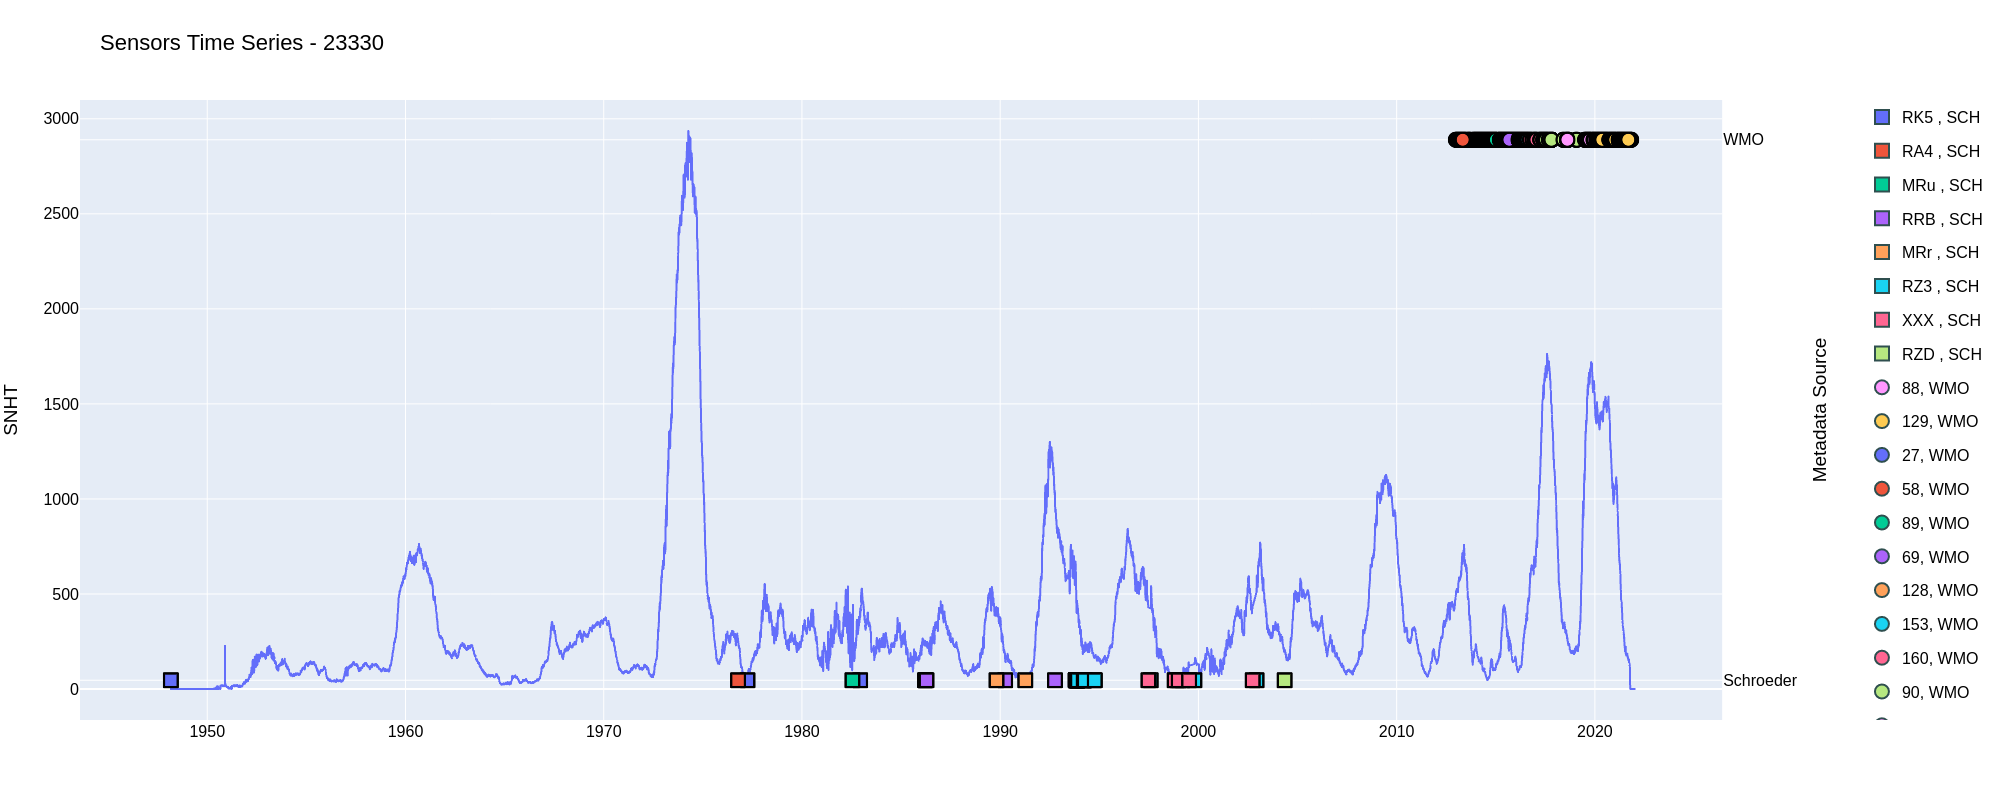 Sensors Time Series - 23330
3000
2500
2000
1500
1000
500
0
SNHT
1950
1960
1970
1980
1990
2000
2010
2020
WMO
Schroeder
Metadata Source
RK5 , SCH
RA4 , SCH
MRu , SCH
RRB , SCH
MRr , SCH
RZ3 , SCH
XXX , SCH
RZD , SCH
88, WMO
129, WMO
27, WMO
58, WMO
89, WMO
69, WMO
128, WMO
153, WMO
160, WMO
90, WMO